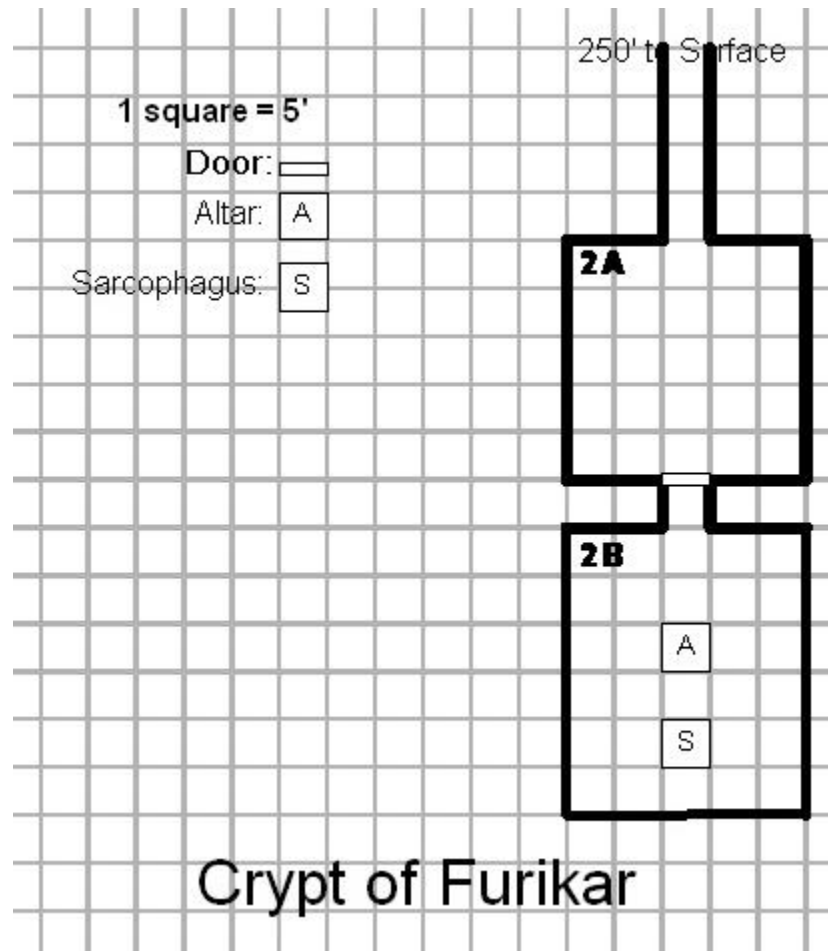 250' to Surface
1 square = 5'
Door:
Altar: A
Sarcophagus: S
2A
2B
A
S
Crypt of Furikar